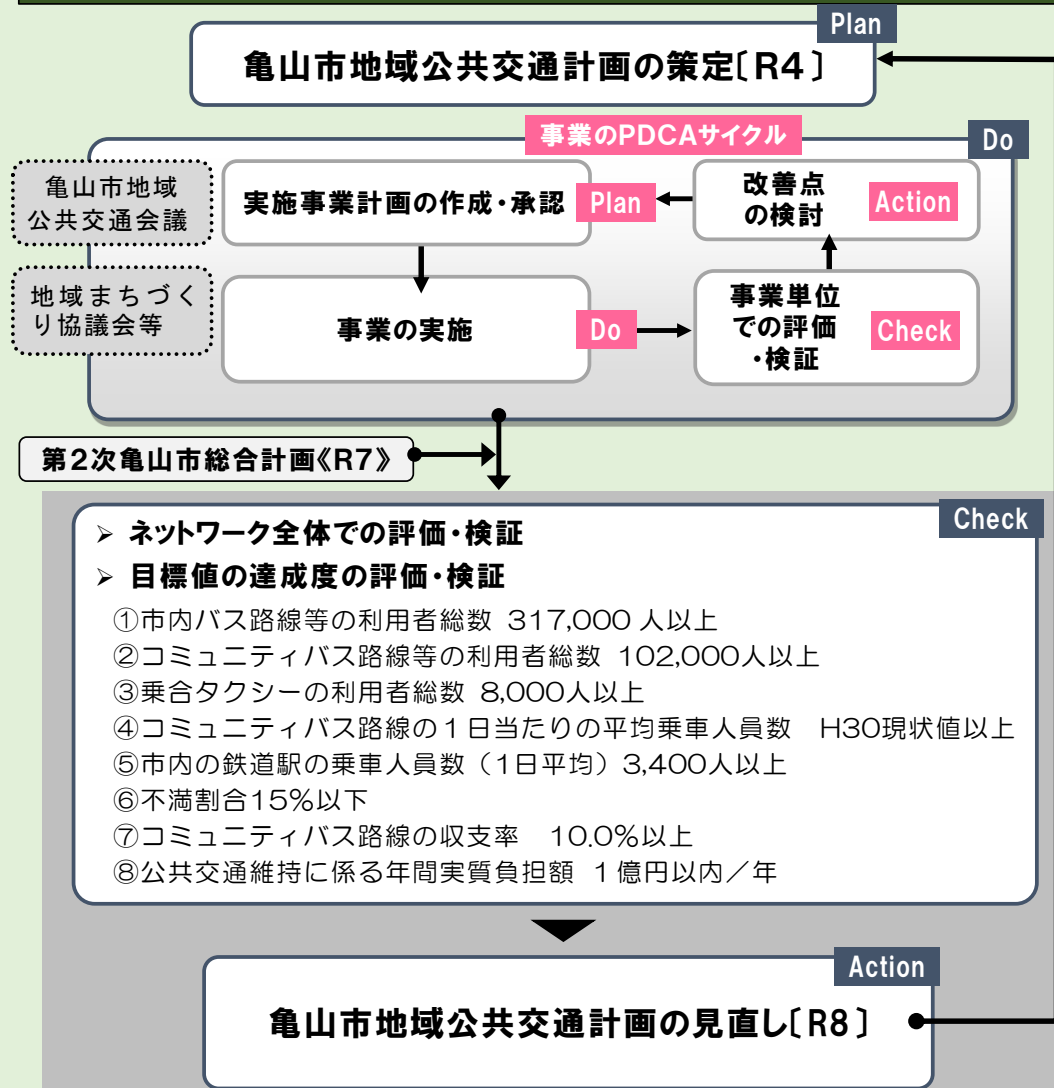 Plan
亀山市地域公共交通計画の策定〔R4〕
事業のPDCAサイクル
Do
亀山市地域
公共交通会議
実施事業計画の作成・承認
Plan
改善点
の検討
Action
地域まちづく
り協議会等
事業の実施
Do
事業単位
での評価
・検証
Check
第2次亀山市総合計画《R7》
Check
➢ ネットワーク全体での評価・検証
➢ 目標値の達成度の評価・検証
①市内バス路線等の利用者総数 317,000 人以上
②コミュニティバス路線等の利用者総数 102,000人以上
③乗合タクシーの利用者総数 8,000人以上
④コミュニティバス路線の１日当たりの平均乗車人員数　H30現状値以上
⑤市内の鉄道駅の乗車人員数（1日平均）3,400人以上
⑥不満割合15%以下
⑦コミュニティバス路線の収支率　10.0%以上
⑧公共交通維持に係る年間実質負担額 １億円以内／年
Action
亀山市地域公共交通計画の見直し〔R8〕